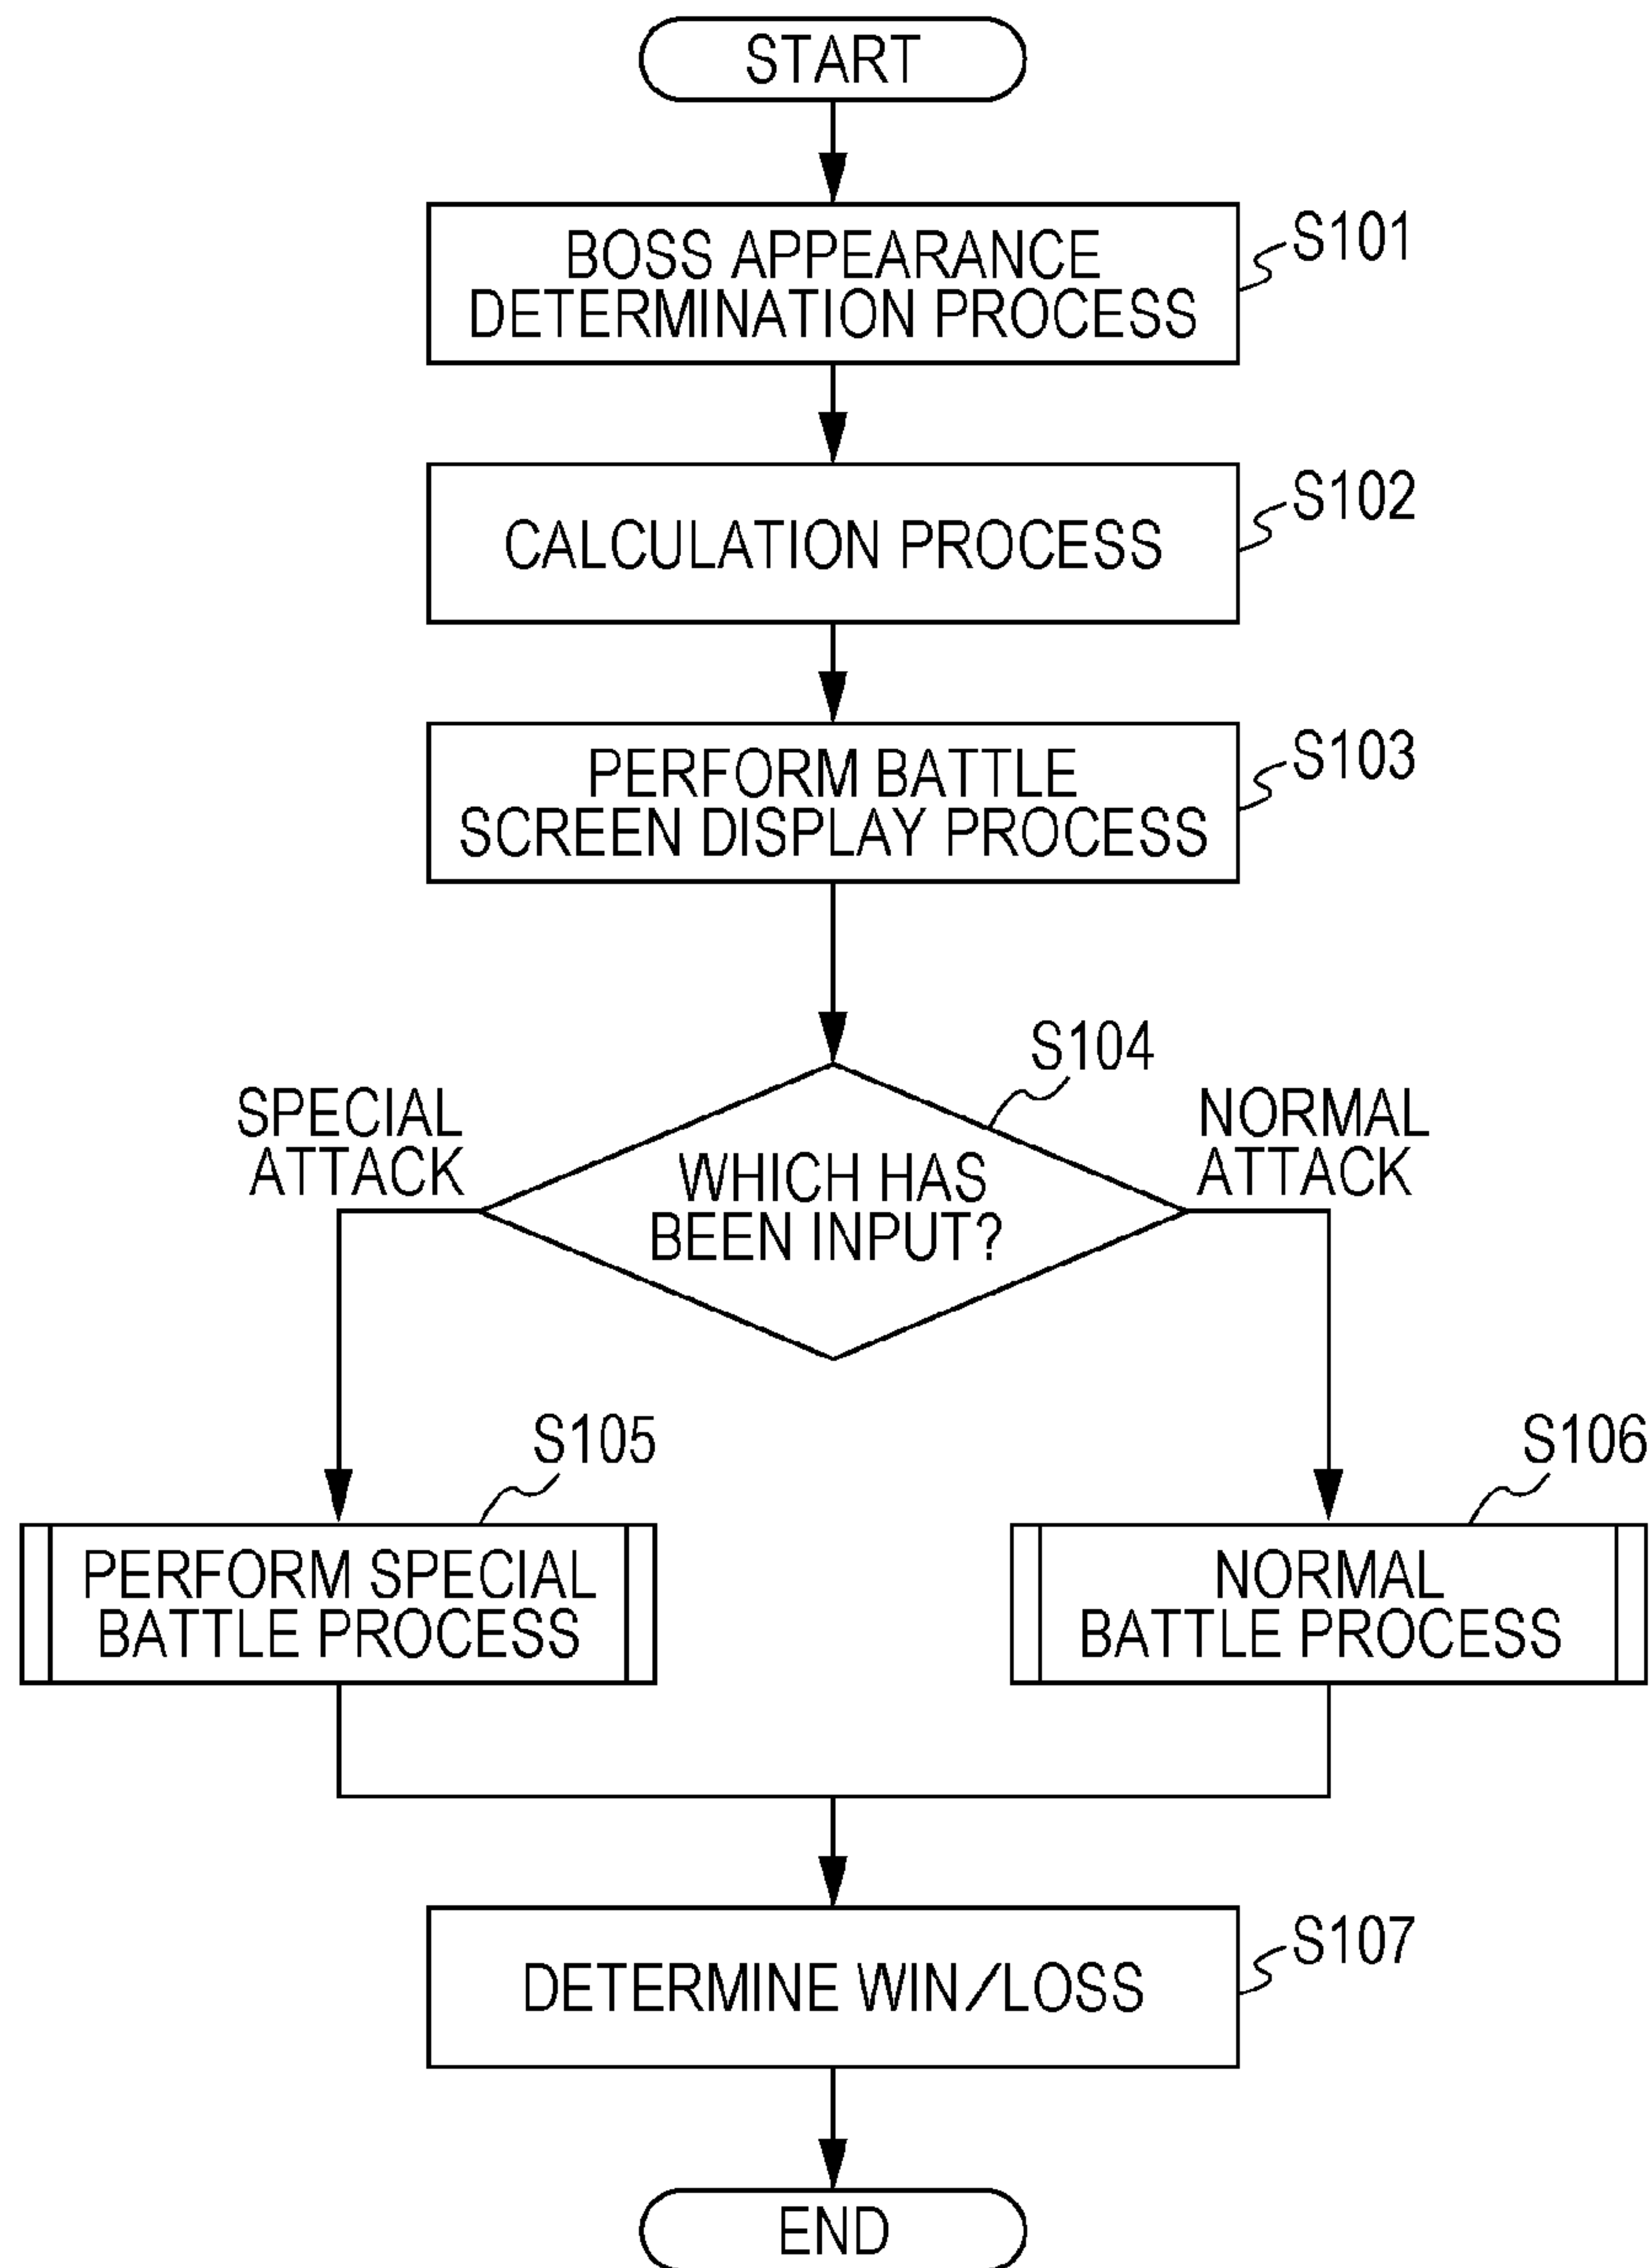 START
BOSS APPEARANCE
DETERMINATION PROCESS
S101
CALCULATION PROCESS
S102
PERFORM BATTLE
SCREEN DISPLAY PROCESS
S103
S104
SPECIAL
ATTACK
WHICH HAS
BEEN INPUT?
NORMAL
ATTACK
S105
PERFORM SPECIAL
BATTLE PROCESS
S106
NORMAL
BATTLE PROCESS
DETERMINE WIN/LOSS
S107
END